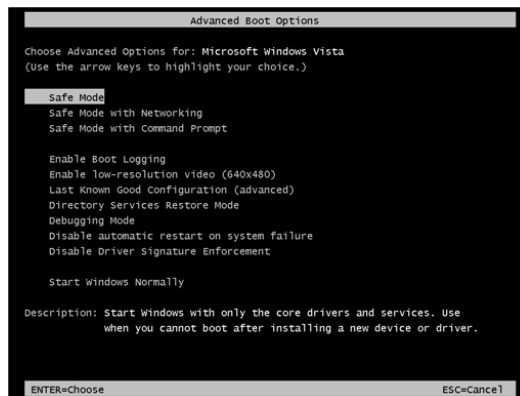 Advanced Boot Options
Choose Advanced Options for: Microsoft Windows Vista
(Use the arrow keys to highlight your choice.)
Safe Mode
Safe Mode with Networking
Safe Mode with Command Prompt
Enable Boot Logging
Enable low-resolution video (640x480)
Last Known Good Configuration (advanced)
Directory Services Restore Mode
Debugging Mode
Disable automatic restart on system failure
Disable Driver Signature Enforcement
Start Windows Normally
Description: Start Windows with only the core drivers and services. Use
when you cannot boot after installing a new device or driver.
ENTER=Choose ESC=Cancel